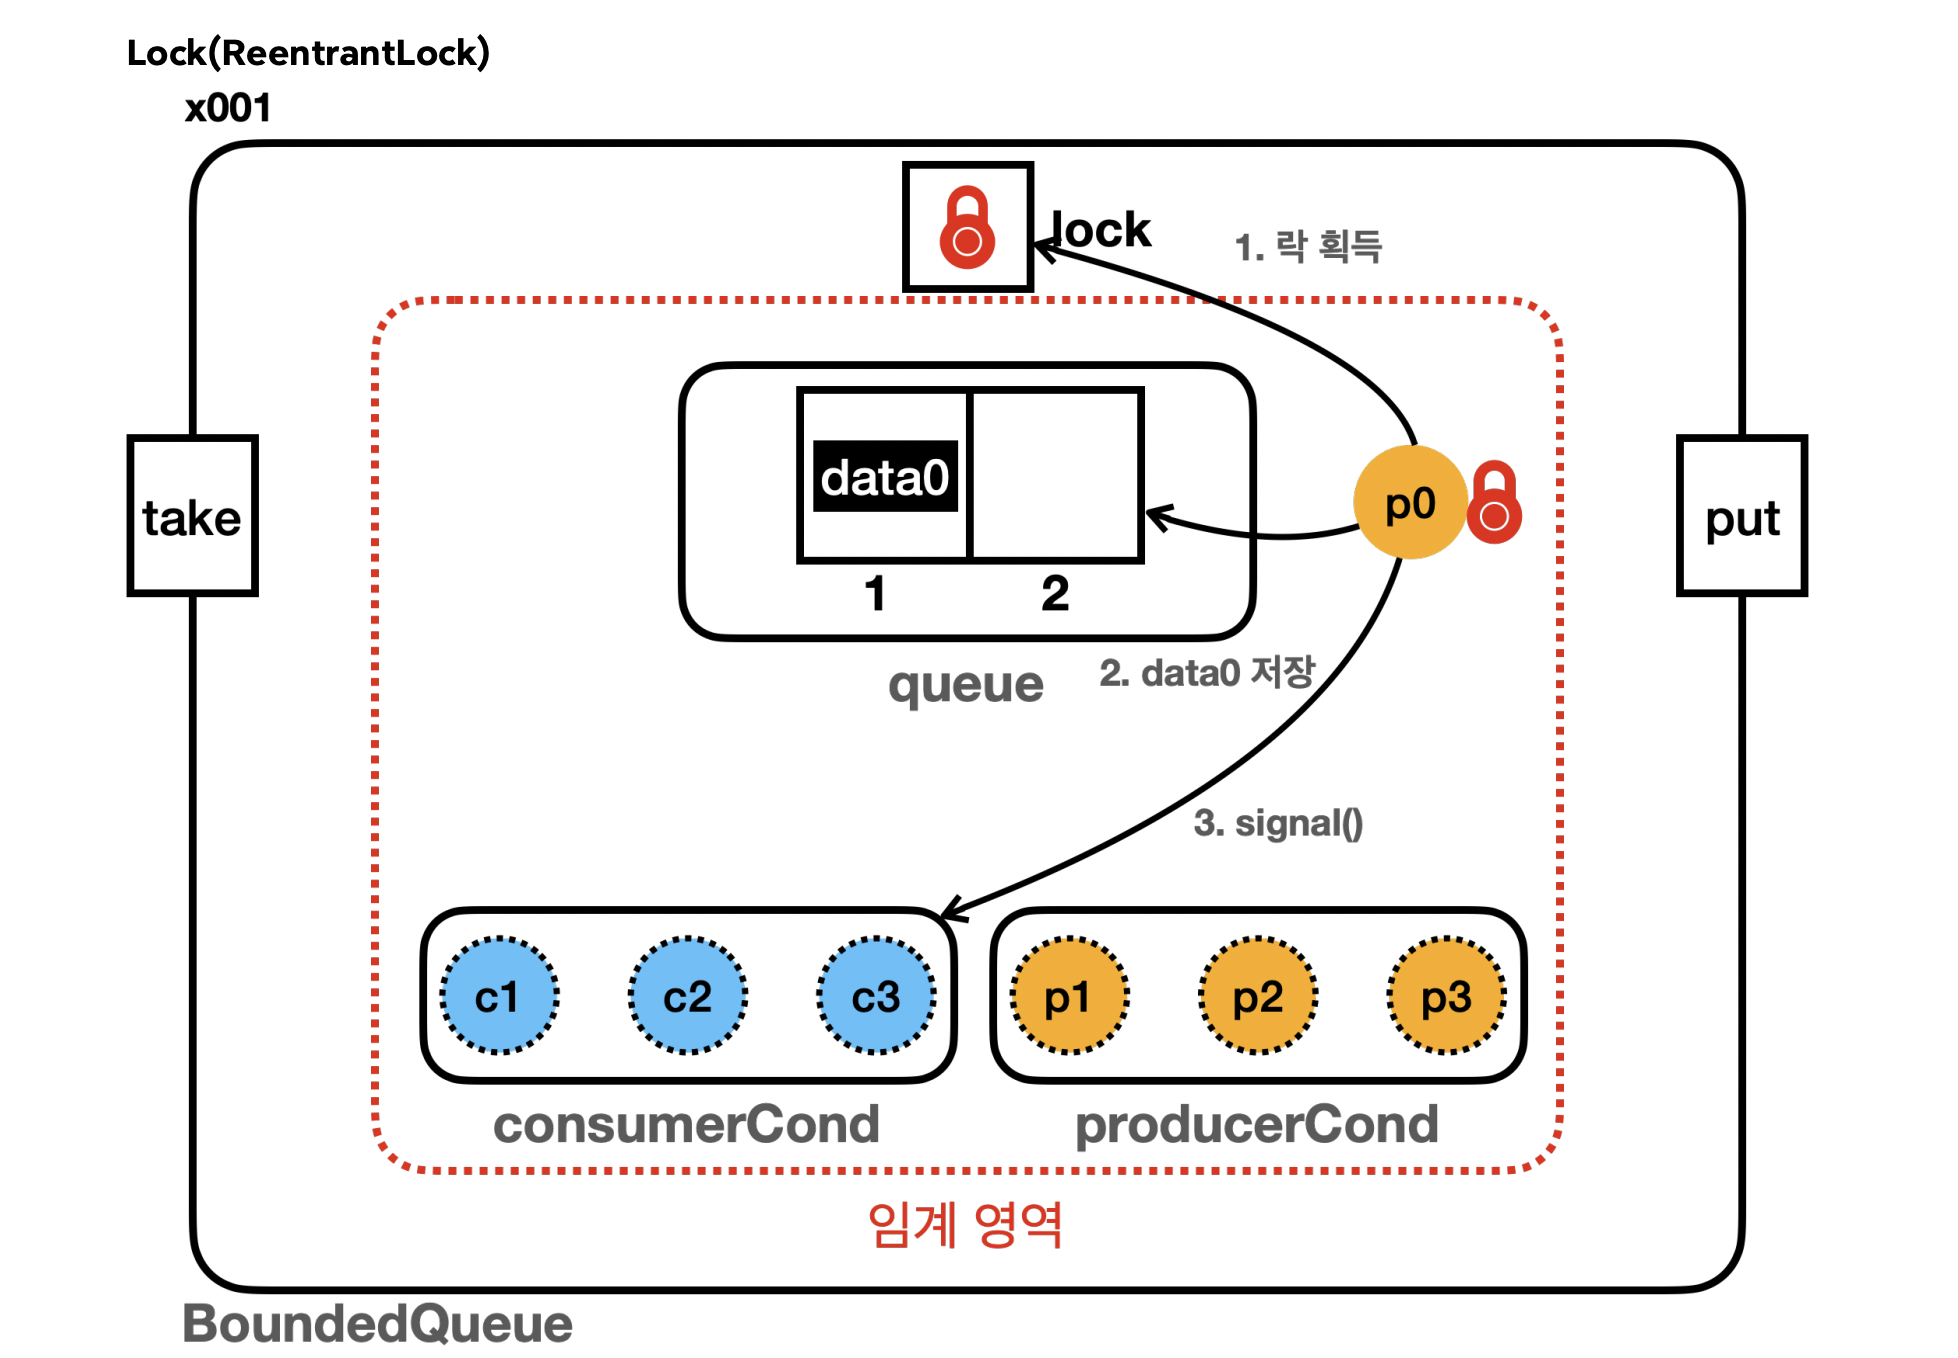 Lock(ReentrantLock)
x001
lock
1. 락 획득
data0
p0
take
put
1
2
queue
2. data0 저장
3. signal()
c1
c2
c3
p1
p2
p3
consumerCond
producerCond
임계 영역
BoundedQueue